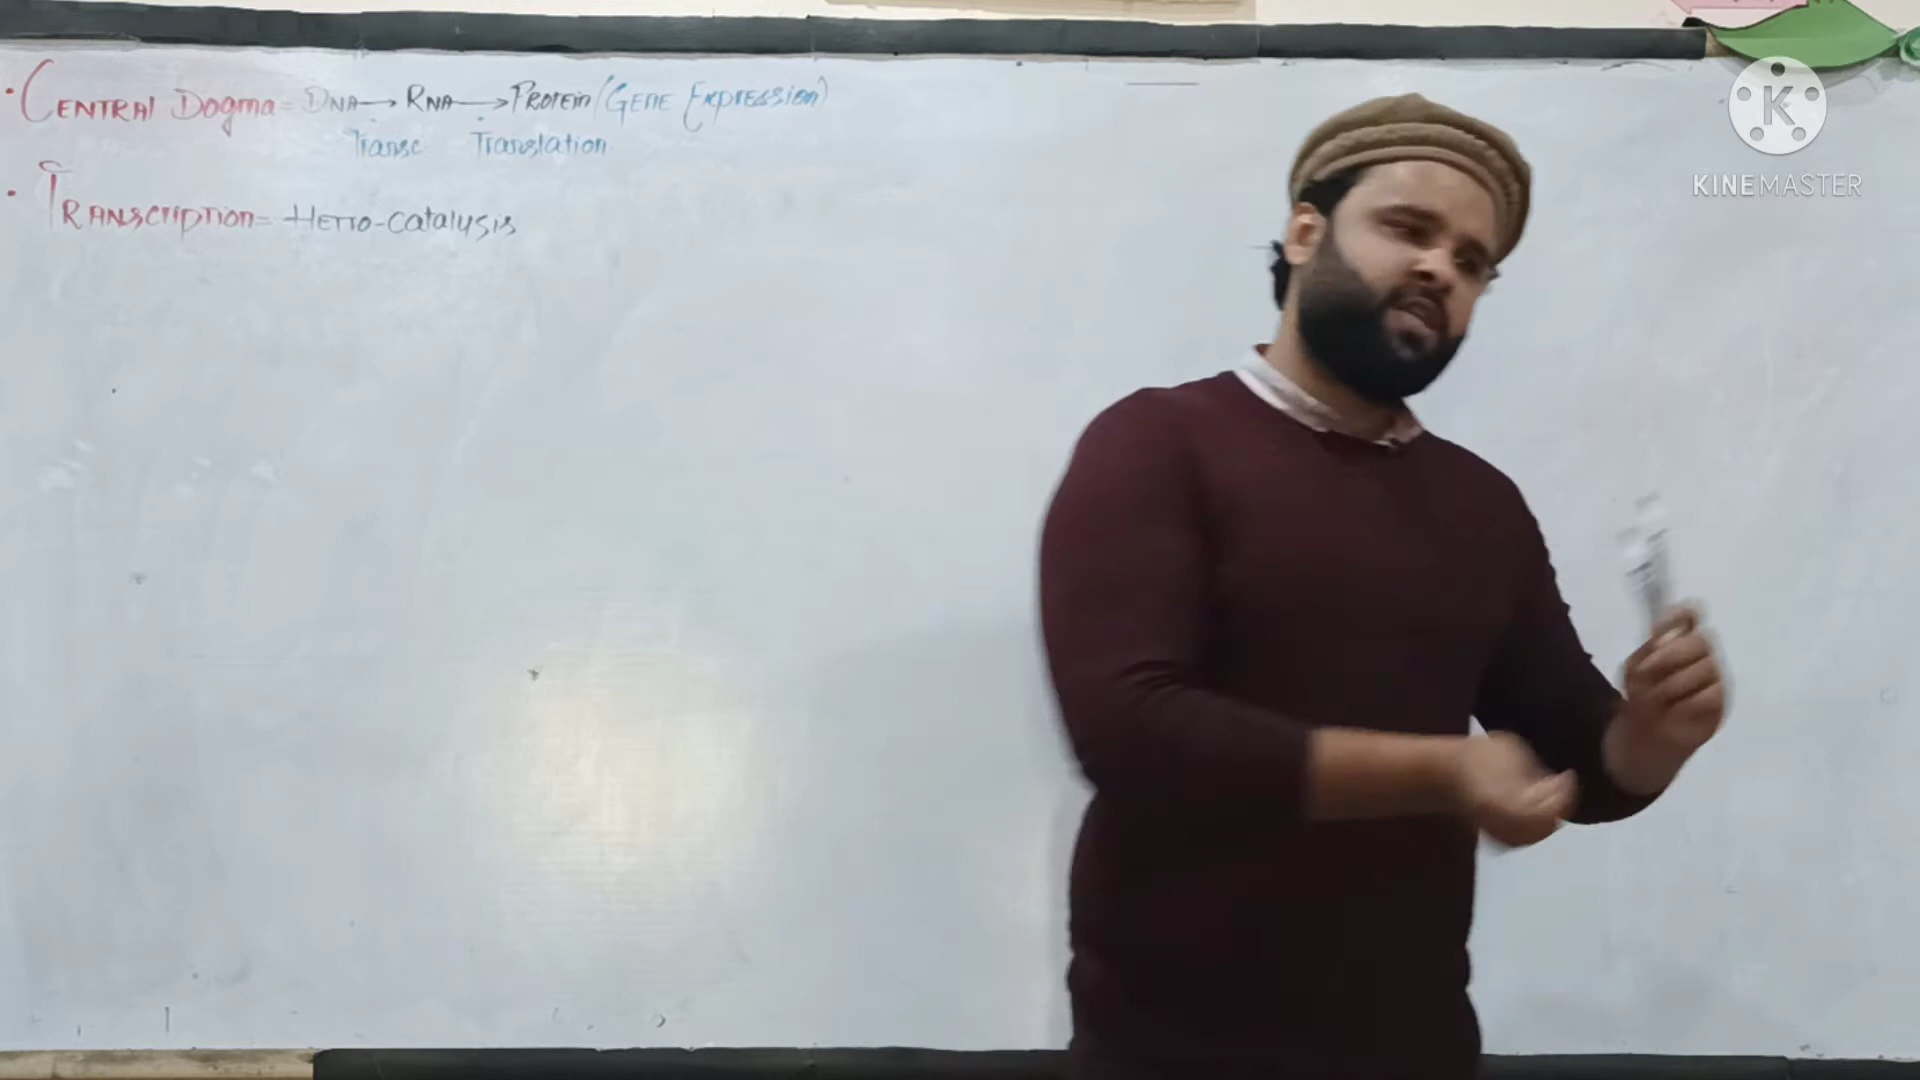 · Central Dogma = DNA → RNA → Protein (Gene Expression)
Transc Translation
· Transcription = Hetro-catalysis
KINEMASTER